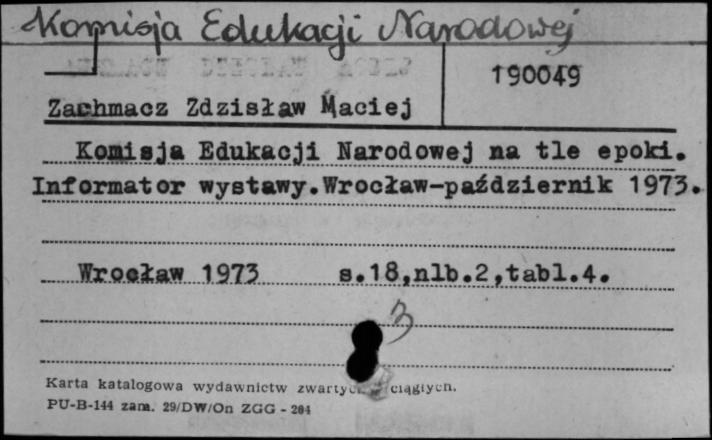 Komisja Edukacji Narodowej
190049
Zachmacz Zdzisław Maciej
Komisja Edukacji Narodowej na tle epoki.
Informator wystawy.Wrocław-październik 1973.
Wrocław 1973 s.18,nlb.2,tabl.4.
3
Karta katalogowa wydawnictw ciągłych.
PU-B-144 zam. 29/DW/On ZGG - 204